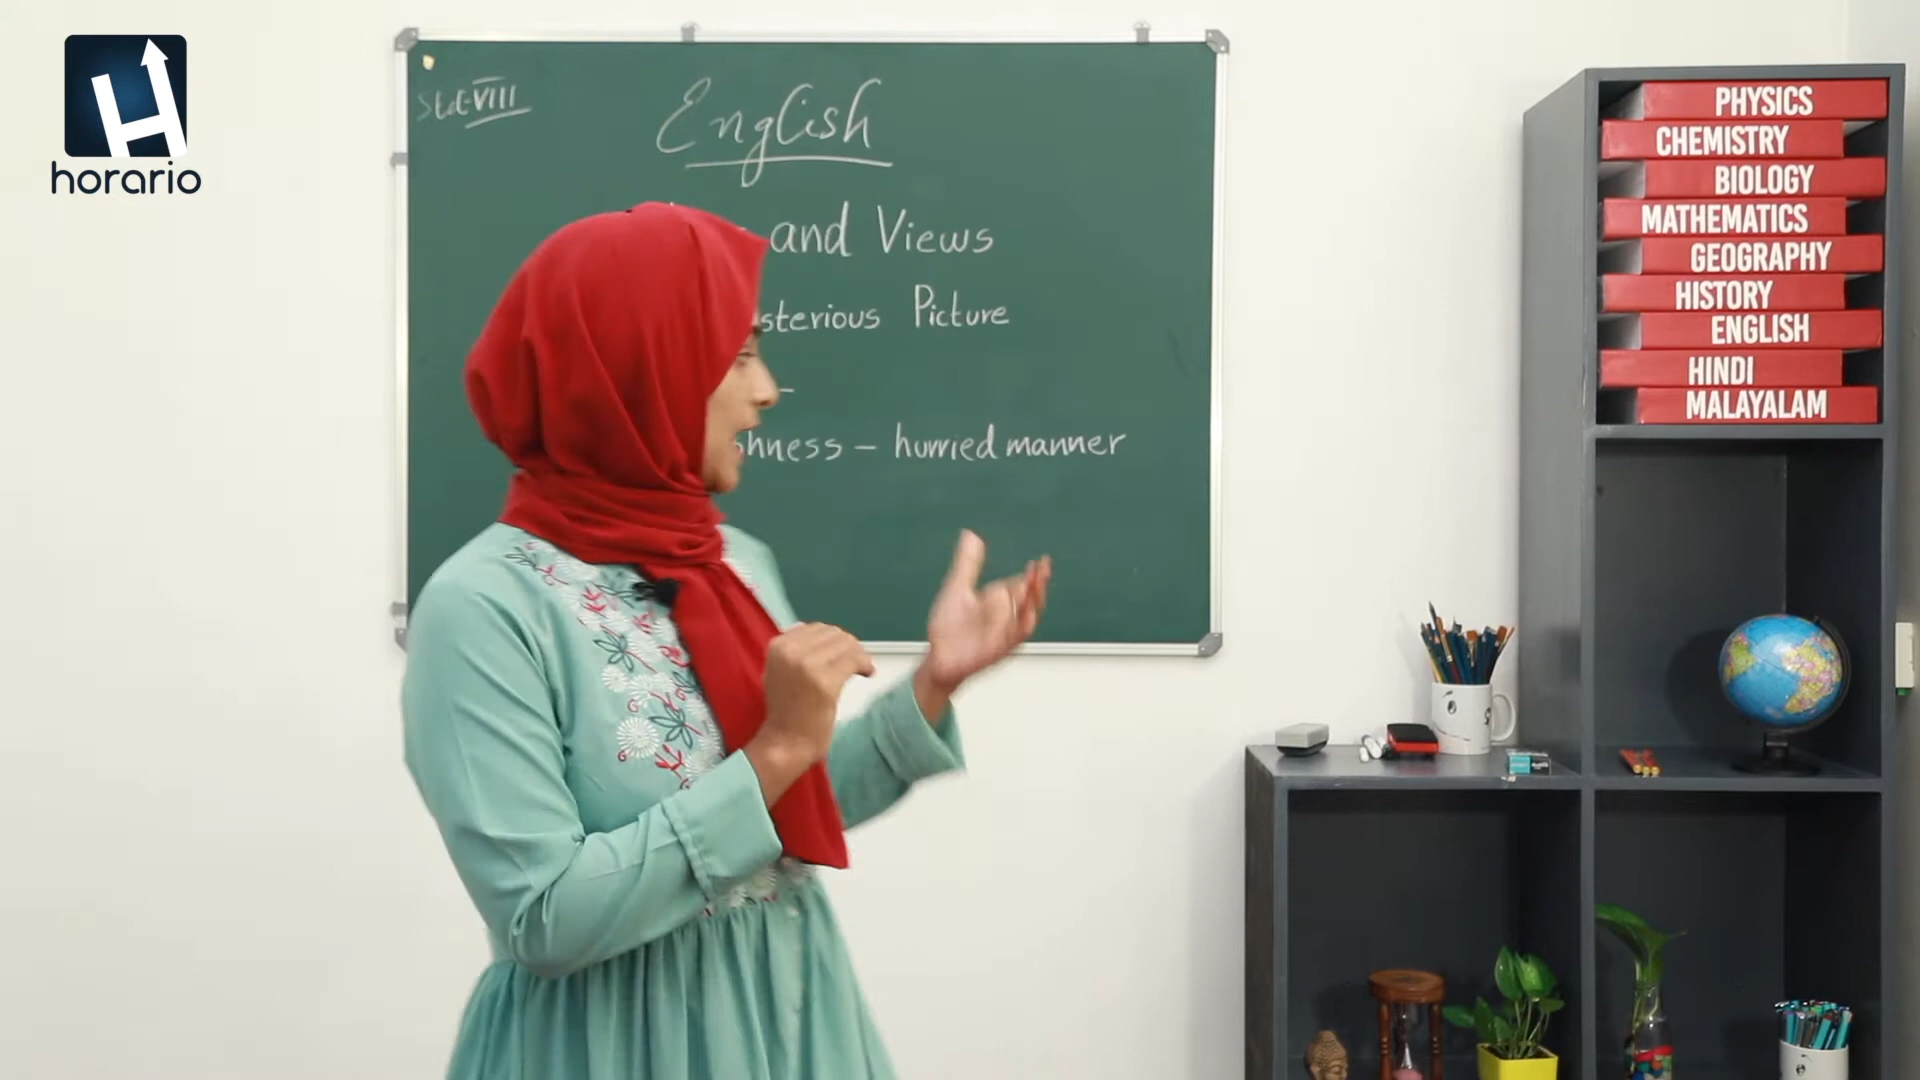 horario
Std-VIII
English
and Views
Picture
– hurried manner
PHYSICS
CHEMISTRY
BIOLOGY
MATHEMATICS
GEOGRAPHY
HISTORY
ENGLISH
HINDI
MALAYALAM